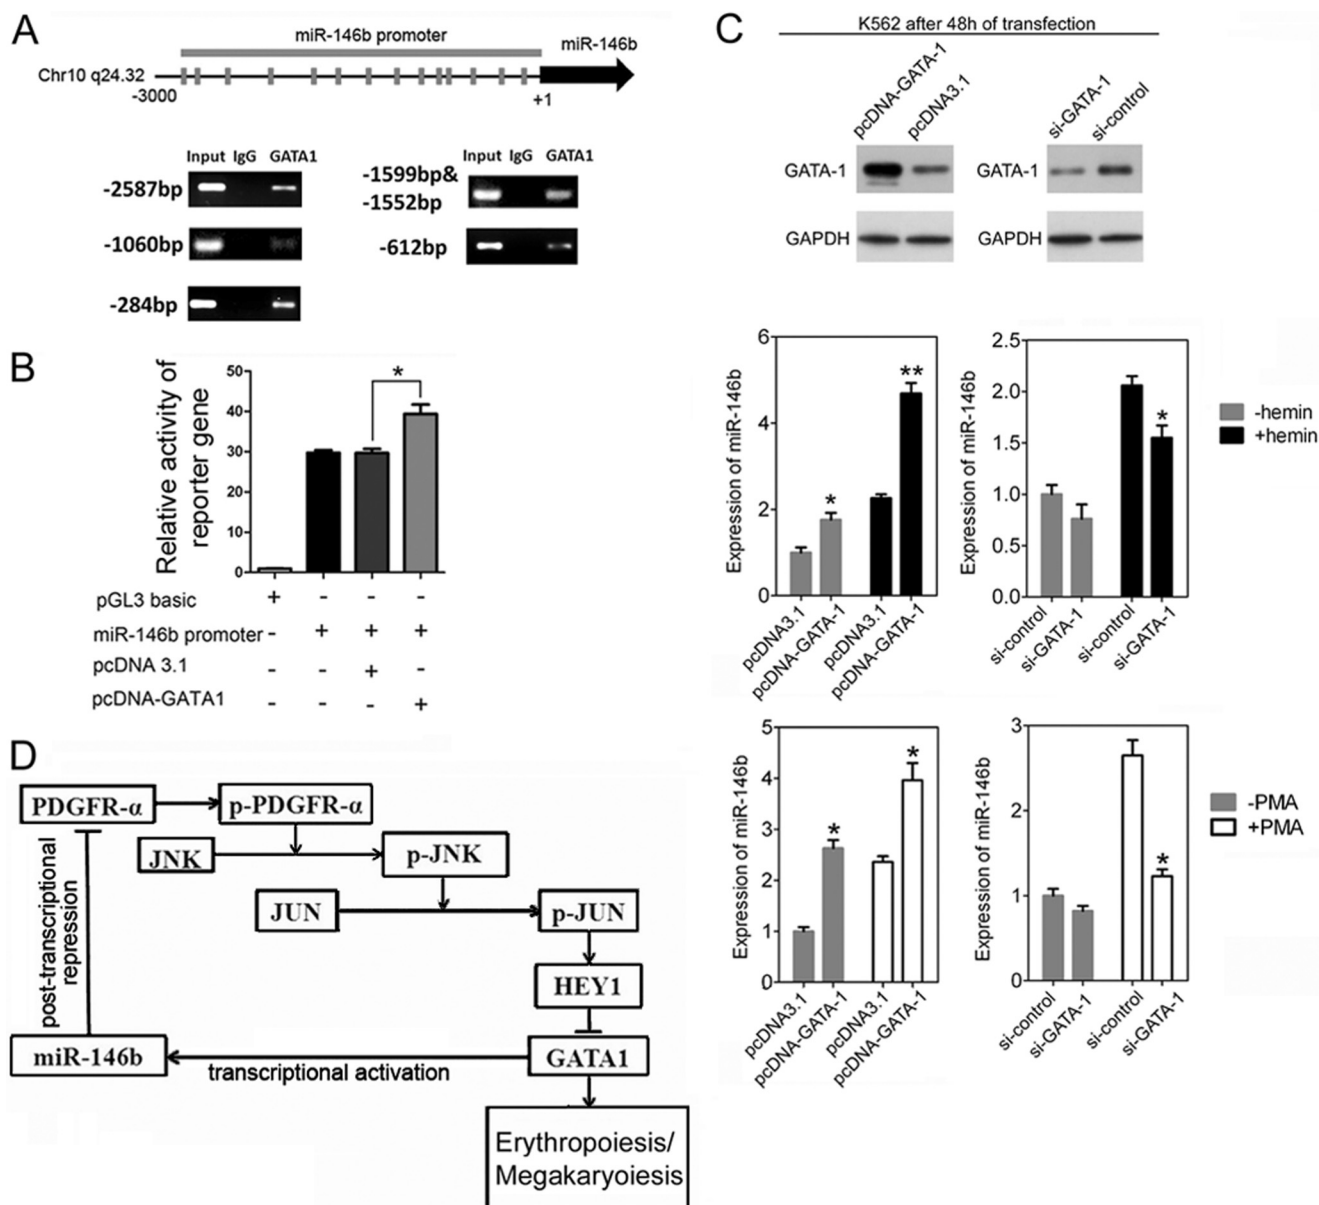 A
miR-146b promoter
miR-146b
Chr10 q24.32
-3000
+1
Input IgG GATA1
-2587bp
-1060bp
-284bp
Input IgG GATA1
-1599bp&
-1552bp
-612bp
B
Relative activity of
reporter gene
50
40
30
20
10
0
*
pGL3 basic + - - -
miR-146b promoter - + + +
pcDNA 3.1 - - + -
pcDNA-GATA1 - - - +
C
K562 after 48h of transfection
pcDNA-GATA-1
pcDNA3.1
si-GATA-1
si-control
GATA-1
GATA-1
GAPDH
GAPDH
Expression of miR-146b
6
4
2
0
*
**
pcDNA3.1
pcDNA-GATA-1
pcDNA3.1
pcDNA-GATA-1
Expression of miR-146b
2.5
2.0
1.5
1.0
0.5
0.0
*
si-control
si-GATA-1
si-control
si-GATA-1
-hemin
+hemin
Expression of miR-146b
5
4
3
2
1
0
*
*
pcDNA3.1
pcDNA-GATA-1
pcDNA3.1
pcDNA-GATA-1
Expression of miR-146b
3
2
1
0
*
si-control
si-GATA-1
si-control
si-GATA-1
-PMA
+PMA
D
PDGFR-α
p-PDGFR-α
JNK
p-JNK
JUN
p-JUN
HEY1
GATA1
miR-146b
post-transcriptional
repression
transcriptional activation
Erythropoiesis/
Megakaryoiesis